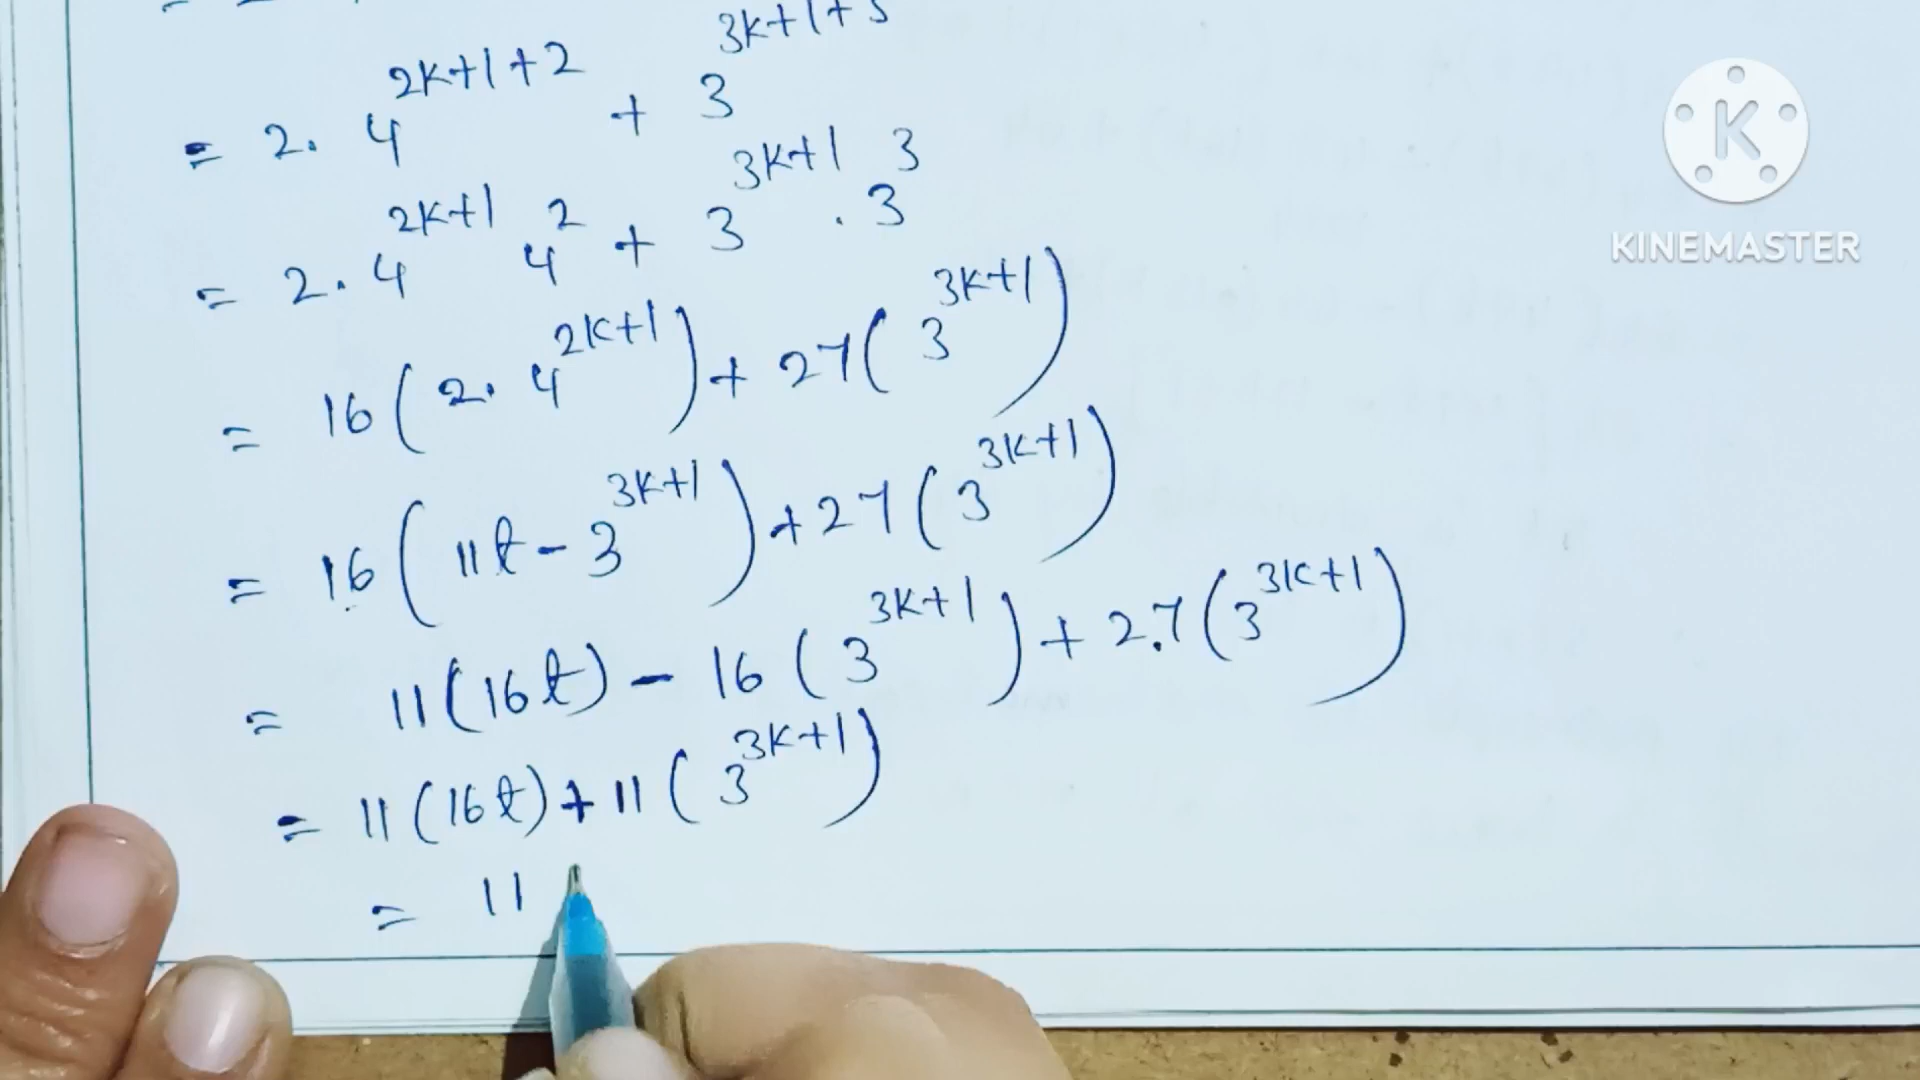 3k+1+3
= 2. 4^{2k+1+2} + 3
= 2. 4^{2k+1} 4^2 + 3^{3k+1} . 3^3
= 16 ( 2. 4^{2k+1} ) + 27 ( 3^{3k+1} )
= 16 ( 11t - 3^{3k+1} ) + 27 ( 3^{3k+1} )
= 11 (16t) - 16 ( 3^{3k+1} ) + 2.7 ( 3^{3k+1} )
= 11 (16t) + 11 ( 3^{3k+1} )
= 11
K
KINEMASTER